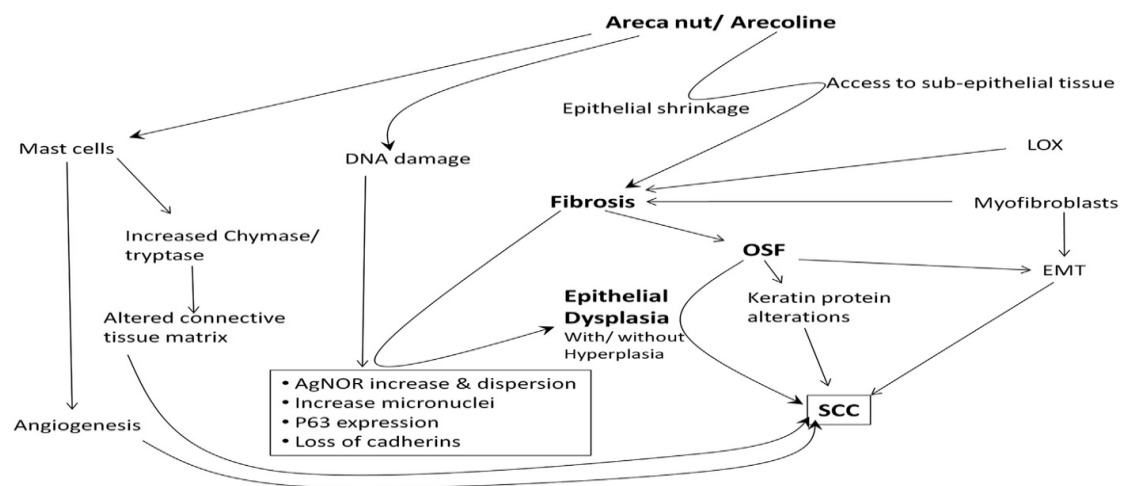 Areca nut/ Arecoline
Access to sub-epithelial tissue
Epithelial shrinkage
LOX
Mast cells
DNA damage
Fibrosis
Myofibroblasts
Increased Chymase/
tryptase
OSF
EMT
Epithelial
Dysplasia
With/ without
Hyperplasia
Keratin protein
alterations
Altered connective
tissue matrix
• AgNOR increase & dispersion
• Increase micronuclei
• P63 expression
• Loss of cadherins
SCC
Angiogenesis